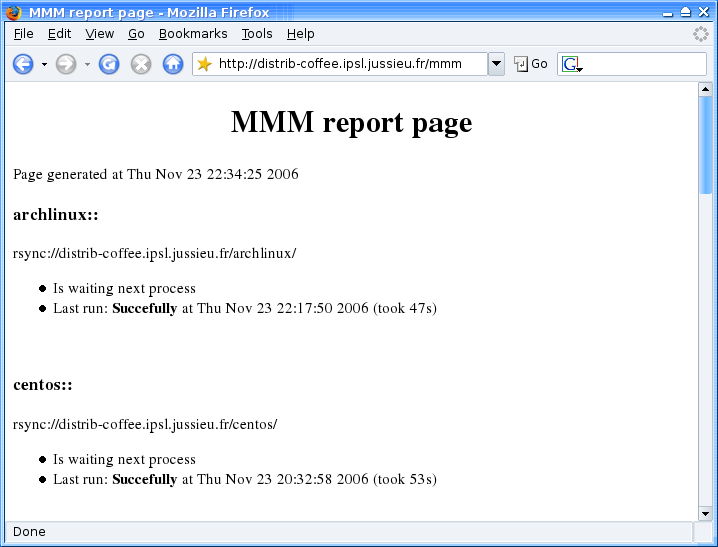 MMM report page - Mozilla Firefox
File Edit View Go Bookmarks Tools Help
http://distrib-coffee.ipsl.jussieu.fr/mmm Go G
MMM report page
Page generated at Thu Nov 23 22:34:25 2006
archlinux::
rsync://distrib-coffee.ipsl.jussieu.fr/archlinux/
Is waiting next process
Last run: Succefully at Thu Nov 23 22:17:50 2006 (took 47s)
centos::
rsync://distrib-coffee.ipsl.jussieu.fr/centos/
Is waiting next process
Last run: Succefully at Thu Nov 23 20:32:58 2006 (took 53s)
Done